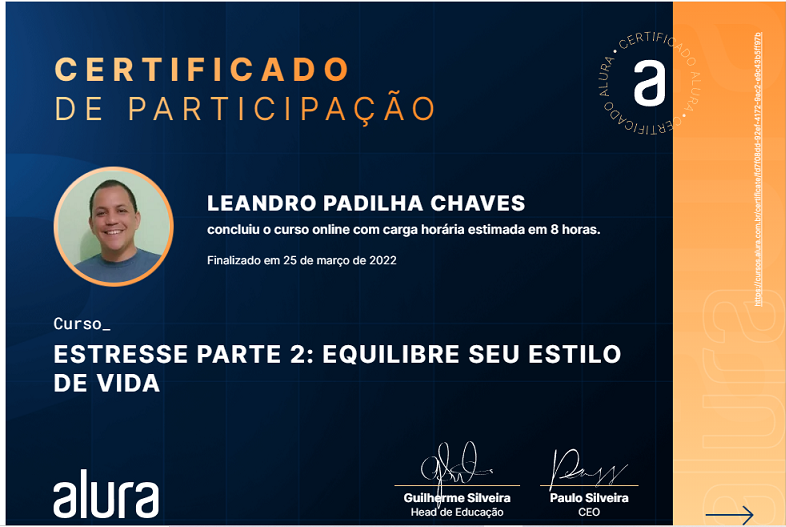 CERTIFICADO
DE PARTICIPAÇÃO
CERTIFICADO ALURA • CERTIFICADO ALURA •
a
LEANDRO PADILHA CHAVES
concluiu o curso online com carga horária estimada em 8 horas.
Finalizado em 25 de março de 2022
Curso_
ESTRESSE PARTE 2: EQUILIBRE SEU ESTILO
DE VIDA
alura
Guilherme Silveira
Head de Educação
Paulo Silveira
CEO
alura